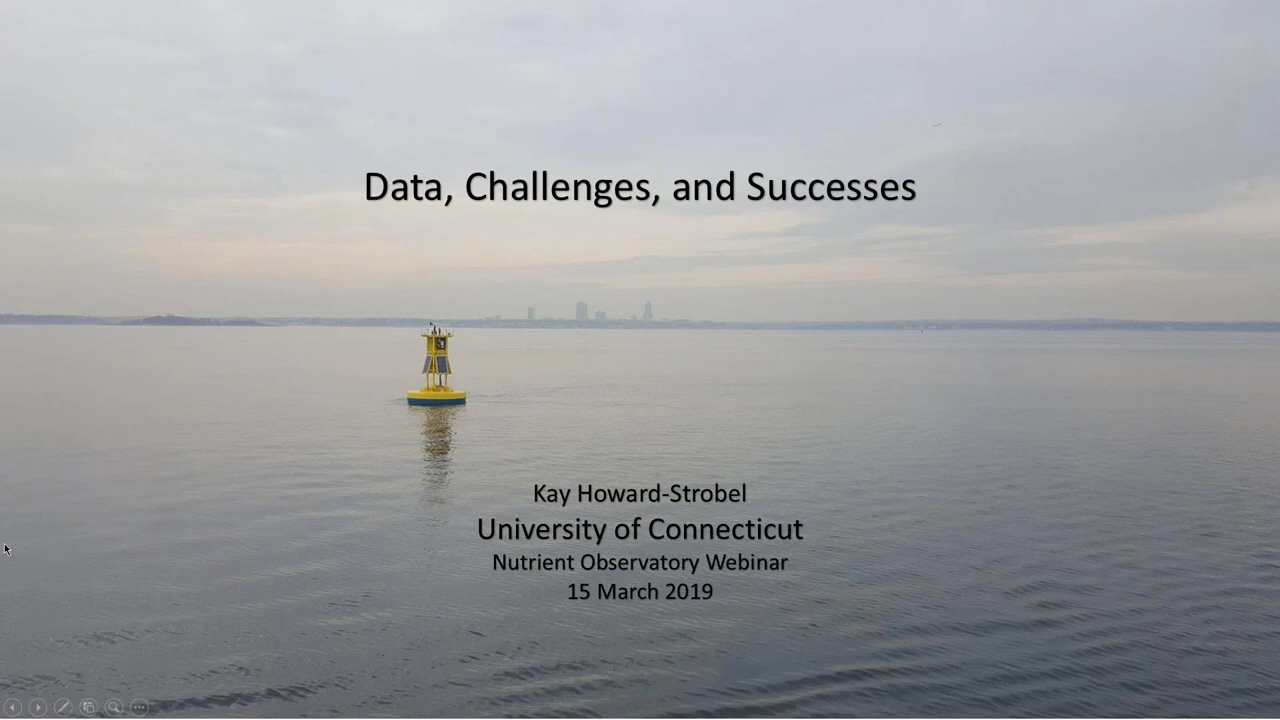 Data, Challenges, and Successes
Kay Howard-Strobel
University of Connecticut
Nutrient Observatory Webinar
15 March 2019